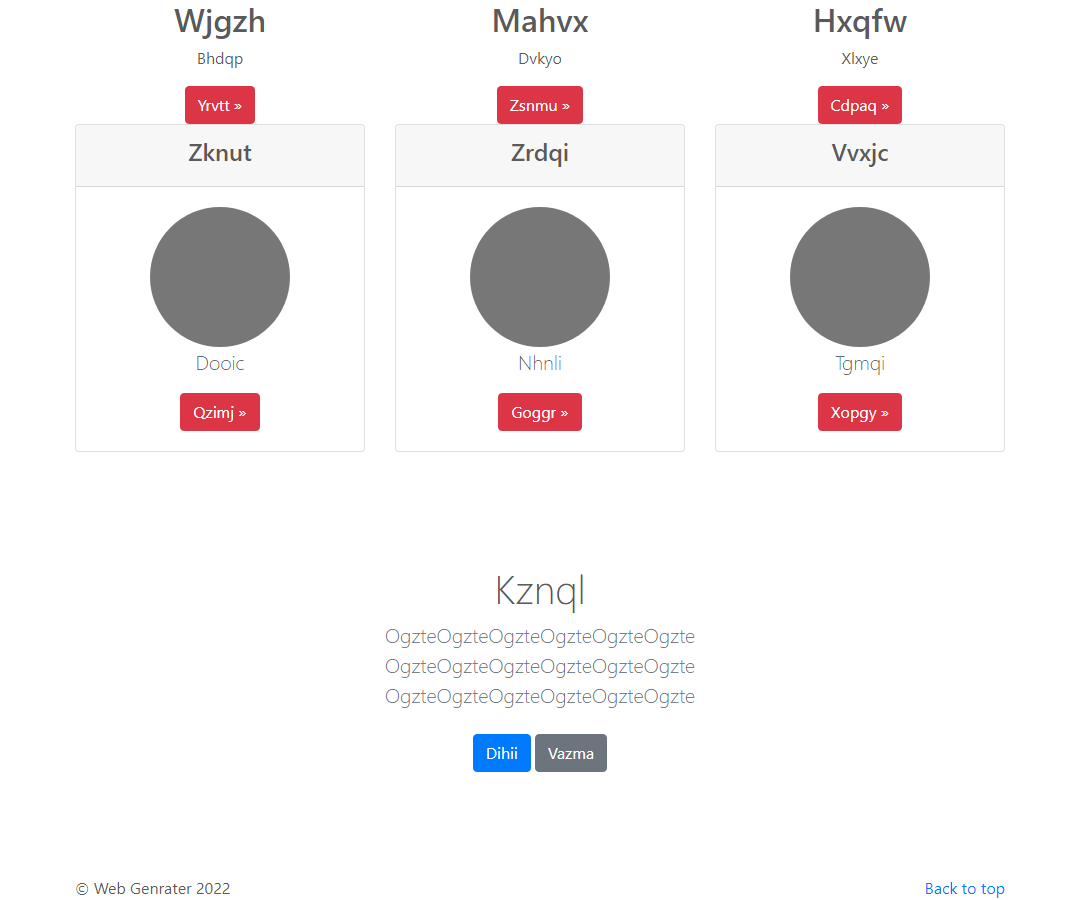 Wjgzh
Bhdqp
Yrvtt »
Mahvx
Dvkyo
Zsnmu »
Hxqfw
Xlxye
Cdpaq »
Zknut
Dooic
Qzimj »
Zrdqi
Nhnli
Goggr »
Vvxjc
Tgmqi
Xopgy »
Kznql
OgzteOgzteOgzteOgzteOgzteOgzte
OgzteOgzteOgzteOgzteOgzteOgzte
OgzteOgzteOgzteOgzteOgzteOgzte
Dihii Vazma
© Web Genrater 2022
Back to top